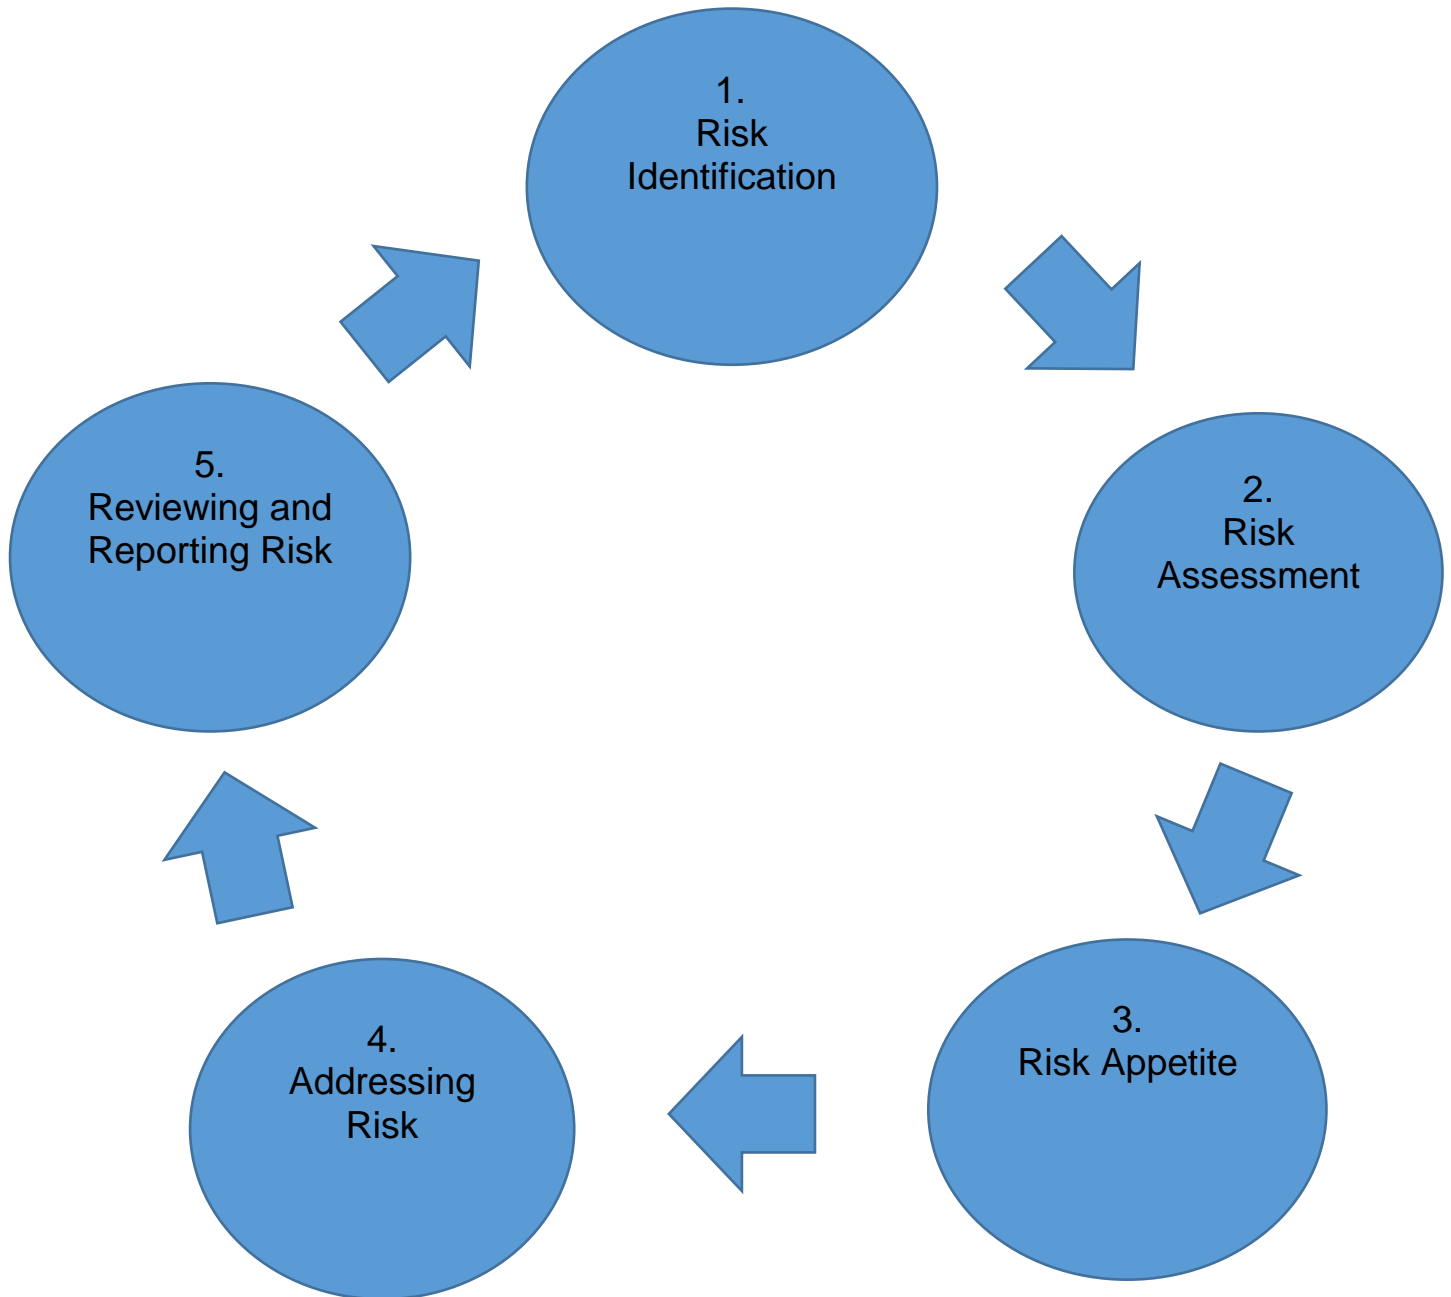 1.
Risk
Identification
2.
Risk
Assessment
3.
Risk Appetite
4.
Addressing
Risk
5.
Reviewing and
Reporting Risk